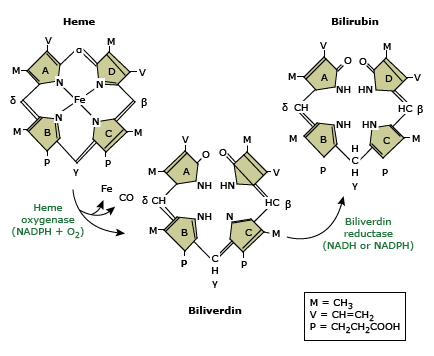 Heme
V α M
M A D V
N N
Fe
δ β
N N
M B C M
P P
γ
Heme
oxygenase
(NADPH + O₂)
Fe
CO
V M
M A O O D V
NH HN
δ CH HC β
NH N
M B C M
P P
C
H
γ
Biliverdin
Biliverdin
reductase
(NADH or NADPH)
Bilirubin
V M
M A O O D V
NH HN
δ CH HC β
NH HN
M B C M
P P
H
C
H
γ
M = CH₃
V = CH=CH₂
P = CH₂CH₂COOH